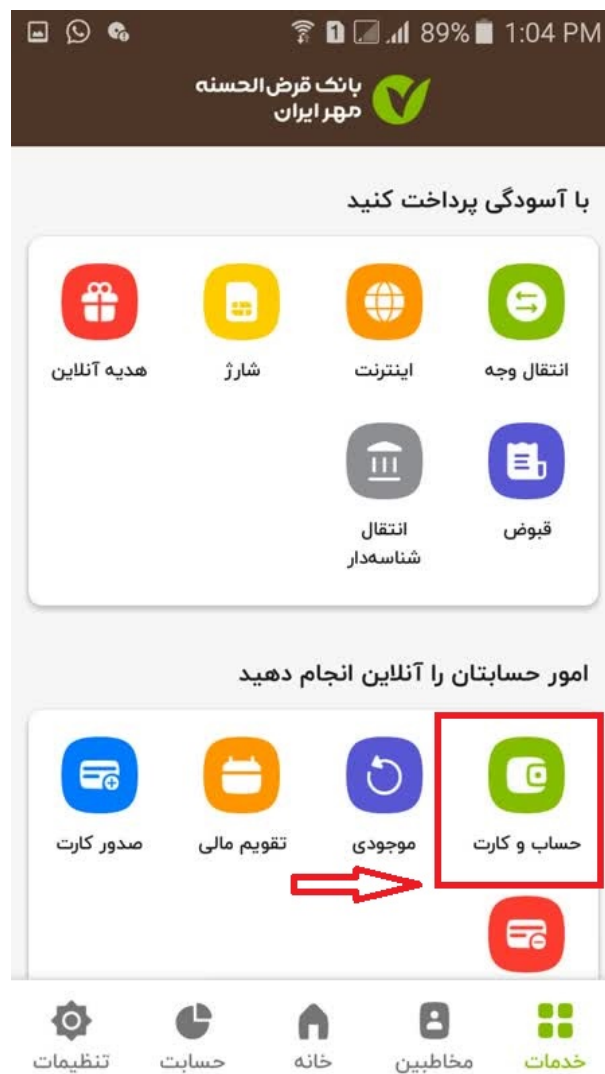 1 89% 1:04 PM
بانک قرض‌الحسنه
مهر ایران
با آسودگی پرداخت کنید
انتقال وجه
اینترنت
شارژ
هدیه آنلاین
قبوض
انتقال
شناسه‌دار
امور حسابتان را آنلاین انجام دهید
حساب و کارت
موجودی
تقویم مالی
صدور کارت
خدمات
مخاطبین
خانه
حسابت
تنظیمات